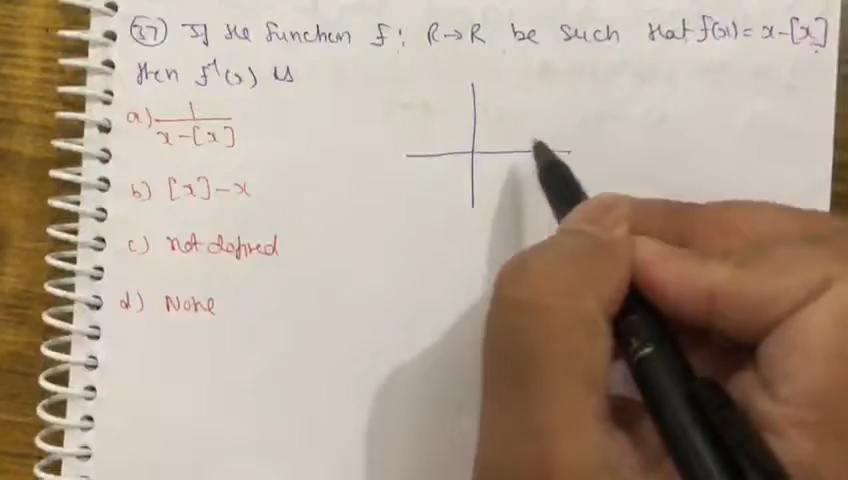 (37) If the function f: R→R be such that f(x) = x-[x]
then f⁻¹(x) is
a) 1/(x-[x])
b) [x]-x
c) not defined
d) None